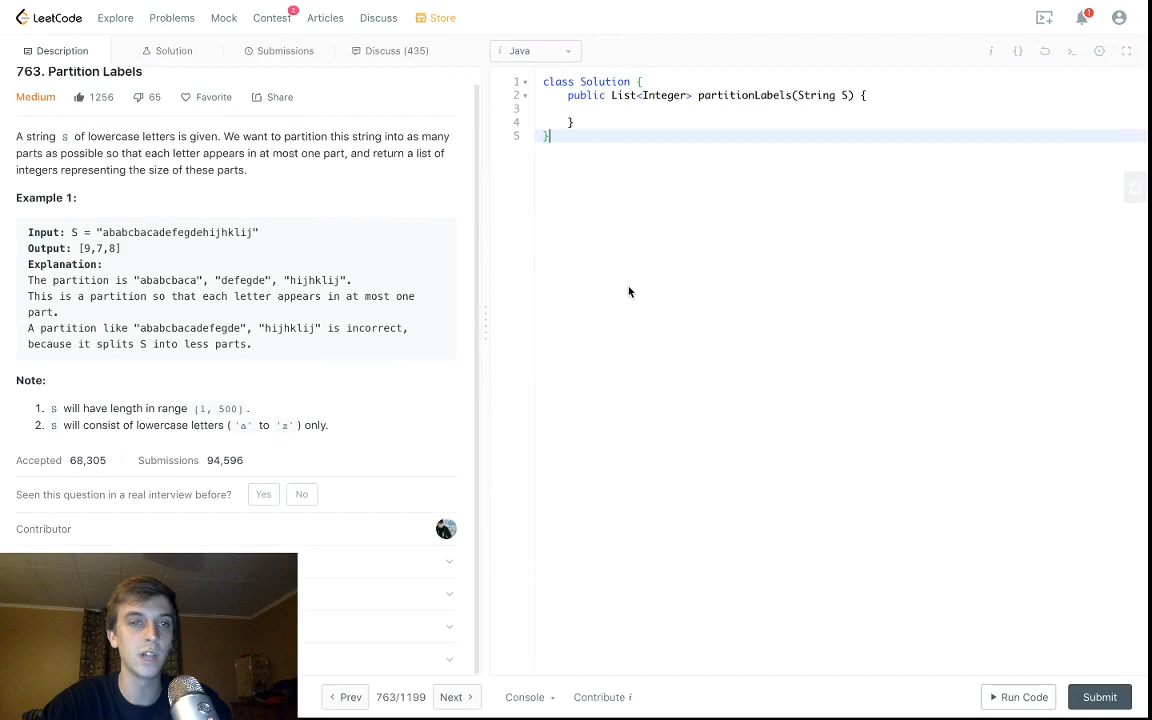 LeetCode Explore Problems Mock Contest 2 Articles Discuss Store 1
Description Solution Submissions Discuss (435) i Java i {} >_
763. Partition Labels
Medium 1256 65 Favorite Share
A string S of lowercase letters is given. We want to partition this string into as many
parts as possible so that each letter appears in at most one part, and return a list of
integers representing the size of these parts.
Example 1:
Input: S = "ababcbacadefegdehijhklij"
Output: [9,7,8]
Explanation:
The partition is "ababcbaca", "defegde", "hijhklij".
This is a partition so that each letter appears in at most one
part.
A partition like "ababcbacadefegde", "hijhklij" is incorrect,
because it splits S into less parts.
Note:
1. S will have length in range [1, 500].
2. S will consist of lowercase letters ('a' to 'z') only.
Accepted 68,305 Submissions 94,596
Seen this question in a real interview before? Yes No
Contributor
1 class Solution {
2 public List<Integer> partitionLabels(String S) {
3
4 }
5 }
Prev 763/1199 Next Console Contribute i Run Code Submit